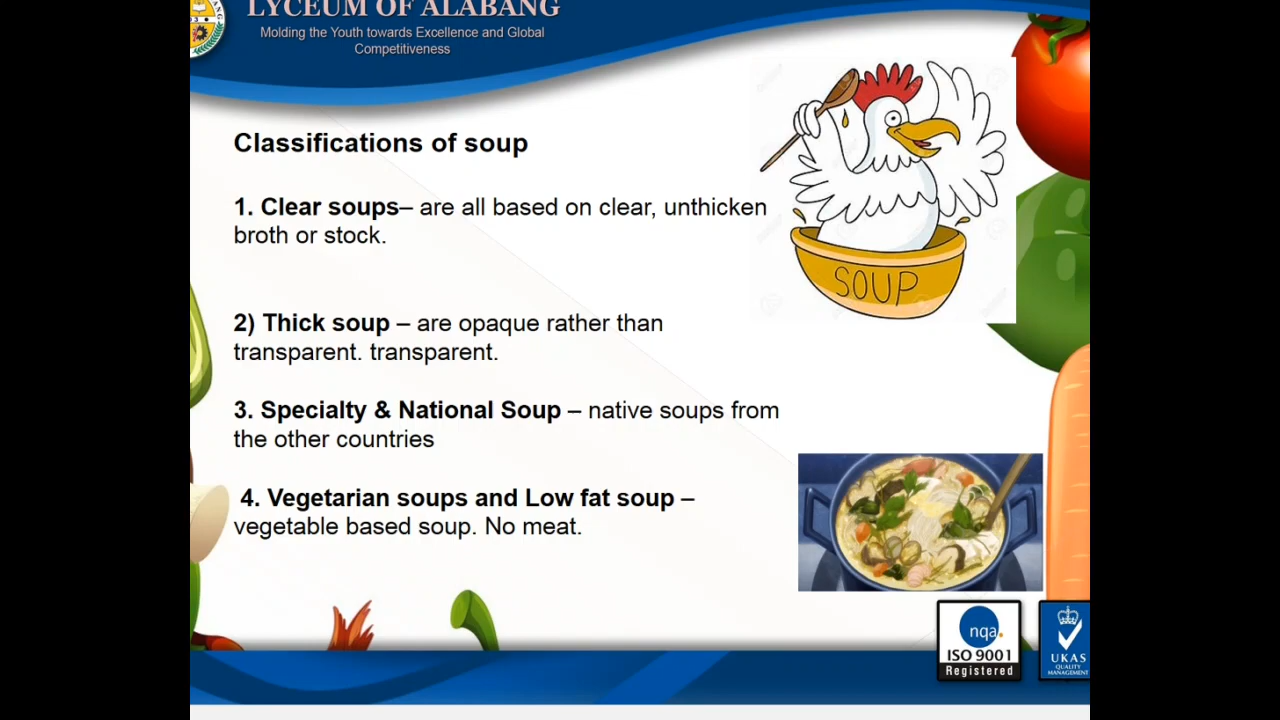 LYCEUM OF ALABANG
Molding the Youth towards Excellence and Global
Competitiveness
Classifications of soup
1. Clear soups– are all based on clear, unthicken
broth or stock.
SOUP
2) Thick soup – are opaque rather than
transparent. transparent.
3. Specialty & National Soup – native soups from
the other countries
4. Vegetarian soups and Low fat soup –
vegetable based soup. No meat.
nqa.
ISO 9001
Registered
UKAS
QUALITY
MANAGEMENT